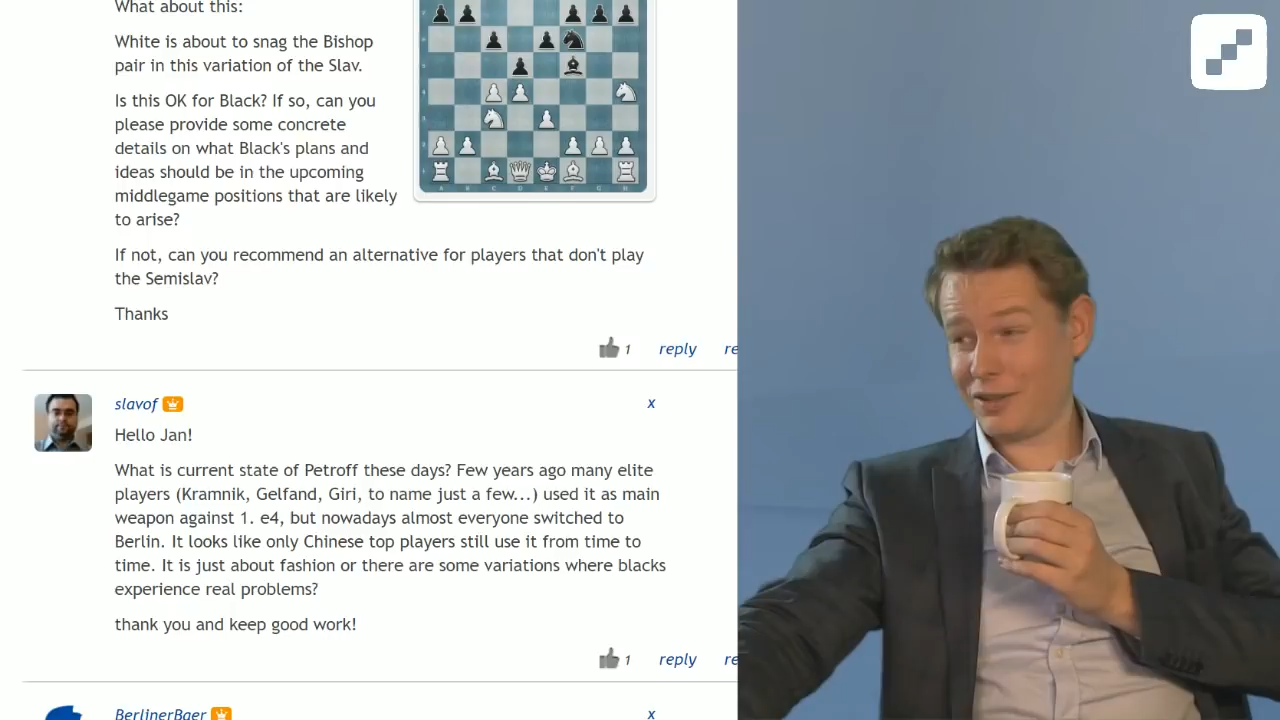 What about this:
White is about to snag the Bishop
pair in this variation of the Slav.
Is this OK for Black? If so, can you
please provide some concrete
details on what Black's plans and
ideas should be in the upcoming
middlegame positions that are likely
to arise?
If not, can you recommend an alternative for players that don't play
the Semislav?
Thanks
1 reply re
slavof x
Hello Jan!
What is current state of Petroff these days? Few years ago many elite
players (Kramnik, Gelfand, Giri, to name just a few...) used it as main
weapon against 1. e4, but nowadays almost everyone switched to
Berlin. It looks like only Chinese top players still use it from time to
time. It is just about fashion or there are some variations where blacks
experience real problems?
thank you and keep good work!
1 reply re
BerlinerBaer x